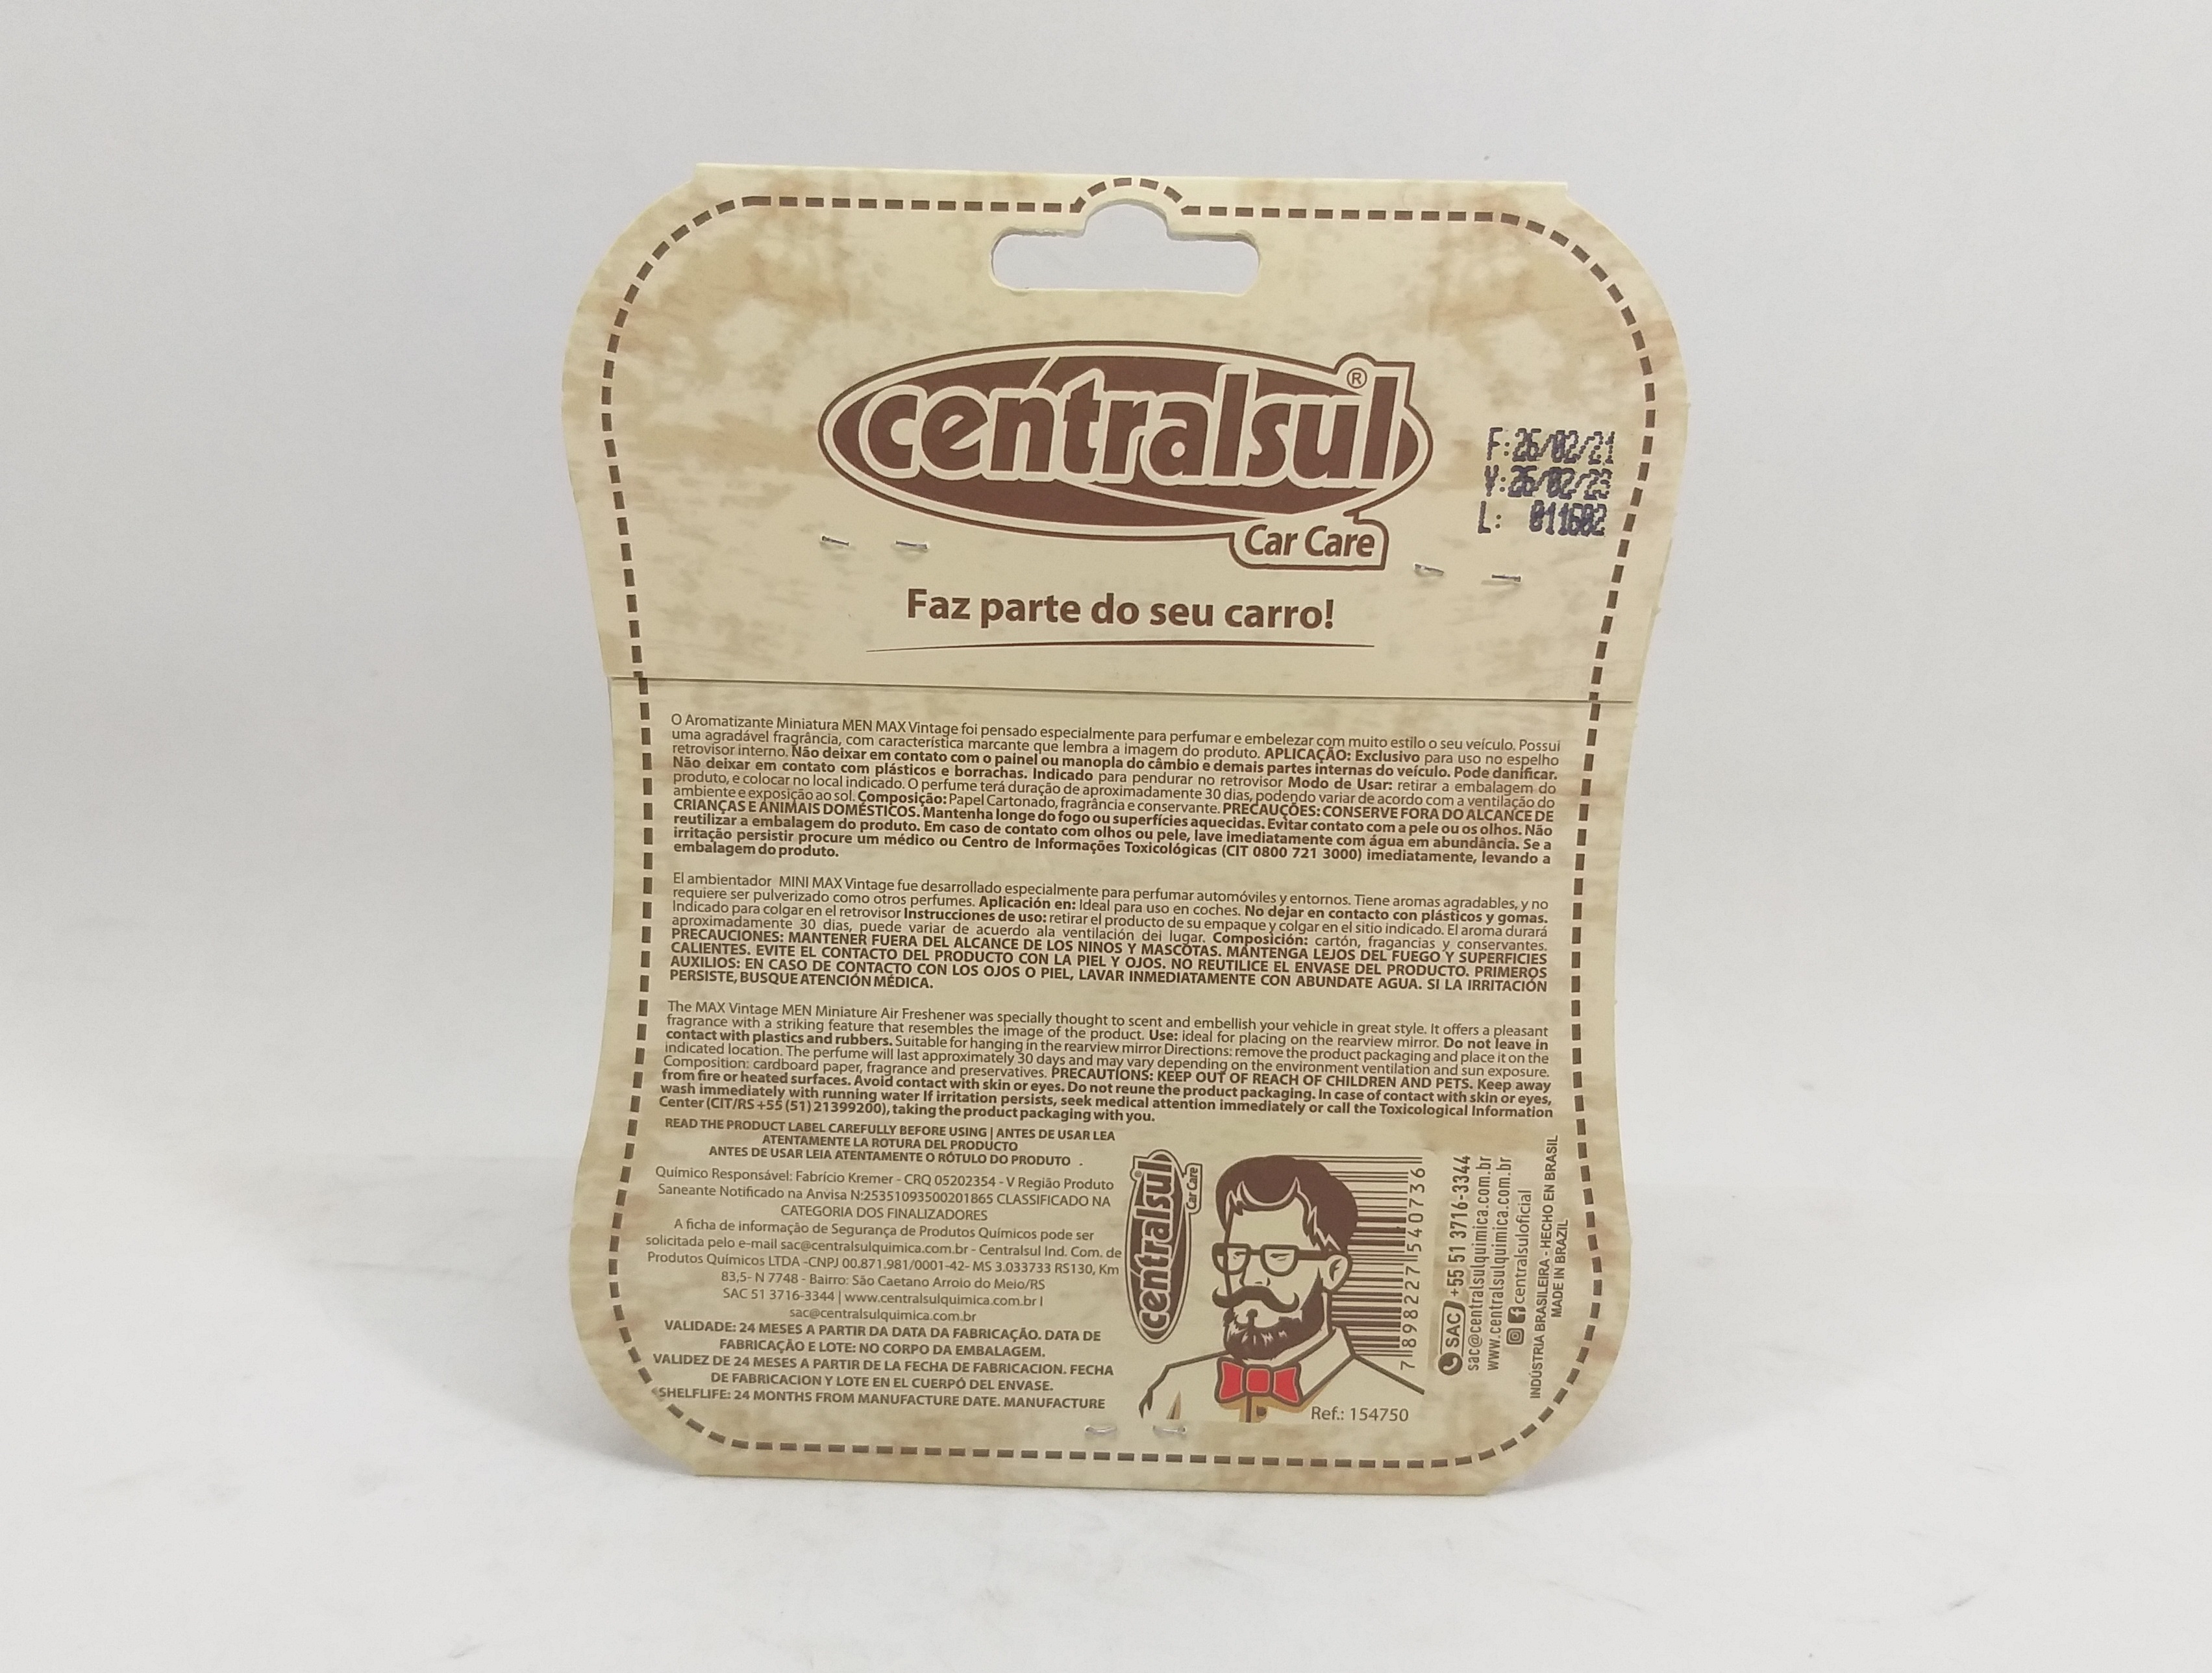 centralsul®
Car Care
F:26/02/21
V:26/02/23
L: 011602
Faz parte do seu carro!
O Aromatizante Miniatura MEN MAX Vintage foi pensado especialmente para perfumar e embelezar com muito estilo o seu veículo. Possui
uma agradável fragrância, com característica marcante que lembra a imagem do produto. APLICAÇÃO: Exclusivo para uso no espelho
retrovisor interno. Não deixar em contato com o painel ou manopla do câmbio e demais partes internas do veículo. Pode danificar.
Não deixar em contato com plásticos e borrachas. Indicado para pendurar no retrovisor Modo de Usar: retirar a embalagem do
produto, e colocar no local indicado. O perfume terá duração de aproximadamente 30 dias, podendo variar de acordo com a ventilação do
ambiente e exposição ao sol. Composição: Papel Cartonado, fragrância e conservante. PRECAUÇÕES: CONSERVE FORA DO ALCANCE DE
CRIANÇAS E ANIMAIS DOMÉSTICOS. Mantenha longe do fogo ou superfícies aquecidas. Evitar contato com a pele ou os olhos. Não
reutilizar a embalagem do produto. Em caso de contato com olhos ou pele, lave imediatamente com água em abundância. Se a
irritação persistir procure um médico ou Centro de Informações Toxicológicas (CIT 0800 721 3000) imediatamente, levando a
embalagem do produto.
El ambientador MINI MAX Vintage fue desarrollado especialmente para perfumar automóviles y entornos. Tiene aromas agradables, y no
requiere ser pulverizado como otros perfumes. Aplicación en: Ideal para uso en coches. No dejar en contacto con plásticos y gomas.
Indicado para colgar en el retrovisor Instrucciones de uso: retirar el producto de su empaque y colgar en el sitio indicado. El aroma durará
aproximadamente 30 dias, puede variar de acuerdo ala ventilación dei lugar. Composición: cartón, fragancias y conservantes.
PRECAUCIONES: MANTENER FUERA DEL ALCANCE DE LOS NINOS Y MASCOTAS. MANTENGA LEJOS DEL FUEGO Y SUPERFICIES
CALIENTES. EVITE EL CONTACTO DEL PRODUCTO CON LA PIEL Y OJOS. NO REUTILICE EL ENVASE DEL PRODUCTO. PRIMEROS
AUXILIOS: EN CASO DE CONTACTO CON LOS OJOS O PIEL, LAVAR INMEDIATAMENTE CON ABUNDATE AGUA. SI LA IRRITACIÓN
PERSISTE, BUSQUE ATENCIÓN MÉDICA.
The MAX Vintage MEN Miniature Air Freshener was specially thought to scent and embellish your vehicle in great style. It offers a pleasant
fragrance with a striking feature that resembles the image of the product. Use: ideal for placing on the rearview mirror. Do not leave in
contact with plastics and rubbers. Suitable for hanging in the rearview mirror Directions: remove the product packaging and place it on the
indicated location. The perfume will last approximately 30 days and may vary depending on the environment ventilation and sun exposure.
Composition: cardboard paper, fragrance and preservatives. PRECAUTIONS: KEEP OUT OF REACH OF CHILDREN AND PETS. Keep away
from fire or heated surfaces. Avoid contact with skin or eyes. Do not reune the product packaging. In case of contact with skin or eyes,
wash immediately with running water If irritation persists, seek medical attention immediately or call the Toxicological Information
Center (CIT/RS +55 (51) 21399200), taking the product packaging with you.
READ THE PRODUCT LABEL CAREFULLY BEFORE USING | ANTES DE USAR LEA
ATENTAMENTE LA ROTURA DEL PRODUCTO
ANTES DE USAR LEIA ATENTAMENTE O RÓTULO DO PRODUTO .
Químico Responsável: Fabrício Kremer - CRQ 05202354 - V Região Produto
Saneante Notificado na Anvisa N:25351093500201865 CLASSIFICADO NA
CATEGORIA DOS FINALIZADORES
A ficha de informação de Segurança de Produtos Químicos pode ser
solicitada pelo e-mail sac@centralsulquimica.com.br - Centralsul Ind. Com. de
Produtos Químicos LTDA -CNPJ 00.871.981/0001-42- MS 3.033733 RS130, Km
83,5- N 7748 - Bairro: São Caetano Arroio do Meio/RS
SAC 51 3716-3344 | www.centralsulquimica.com.br I
sac@centralsulquimica.com.br
VALIDADE: 24 MESES A PARTIR DA DATA DA FABRICAÇÃO. DATA DE
FABRICAÇÃO E LOTE: NO CORPO DA EMBALAGEM.
VALIDEZ DE 24 MESES A PARTIR DE LA FECHA DE FABRICACION. FECHA
DE FABRICACION Y LOTE EN EL CUERPÓ DEL ENVASE.
SHELFLIFE: 24 MONTHS FROM MANUFACTURE DATE. MANUFACTURE
centralsul
Car Care
7 898227 540736
Ref.: 154750
SAC +55 51 3716-3344
sac@centralsulquimica.com.br
www.centralsulquimica.com.br
centralsuloficial
INDÚSTRIA BRASILEIRA - HECHO EN BRASIL
MADE IN BRAZIL